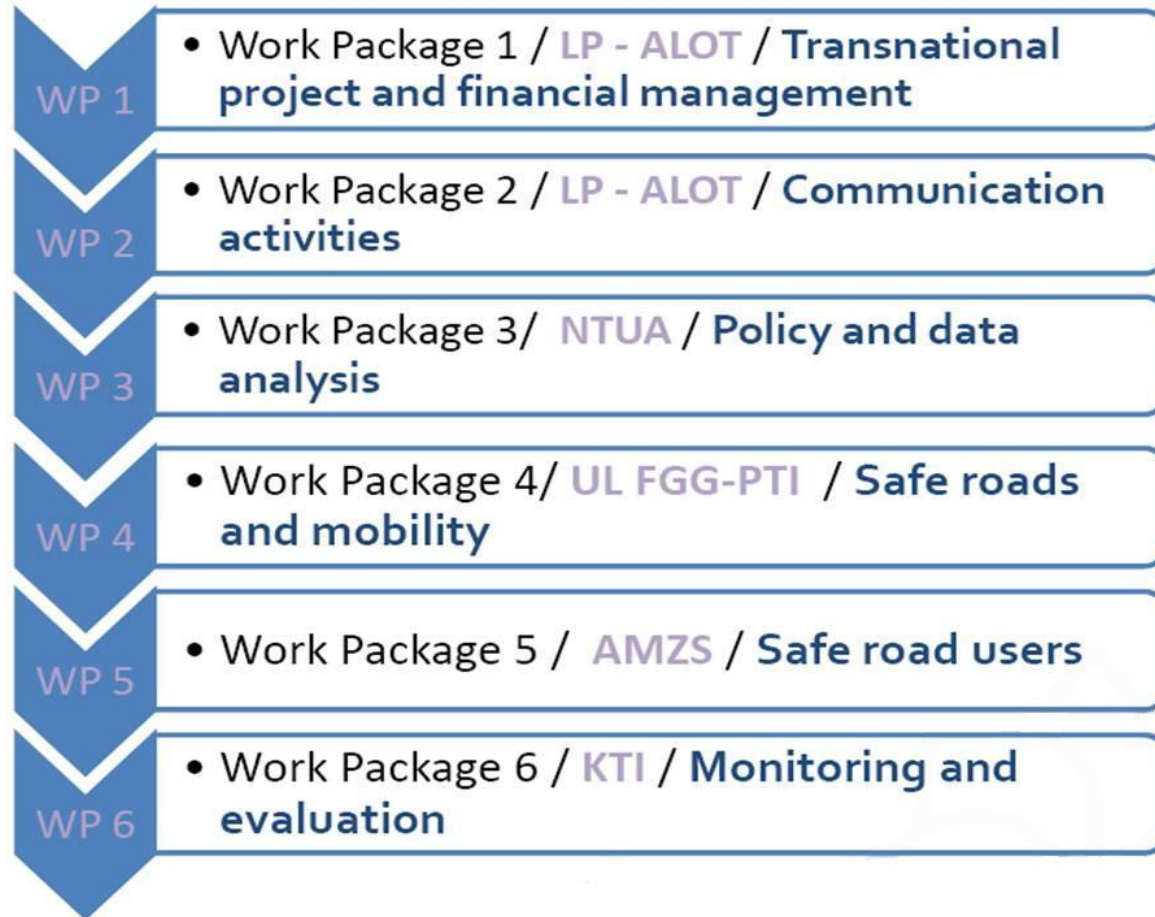 WP 1
• Work Package 1 / LP - ALOT / Transnational
project and financial management
WP 2
• Work Package 2 / LP - ALOT / Communication
activities
WP 3
• Work Package 3/ NTUA / Policy and data
analysis
WP 4
• Work Package 4/ UL FGG-PTI / Safe roads
and mobility
WP 5
• Work Package 5 / AMZS / Safe road users
WP 6
• Work Package 6 / KTI / Monitoring and
evaluation